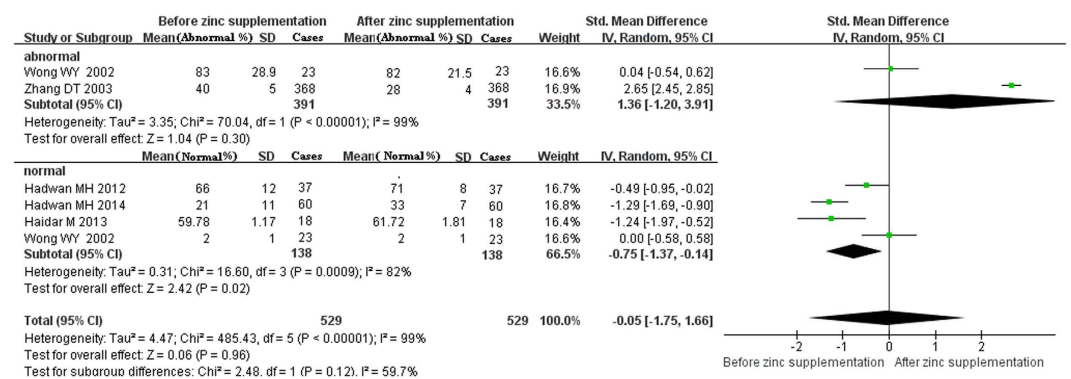 Before zinc supplementation After zinc supplementation Std. Mean Difference Std. Mean Difference
Study or Subgroup Mean(Abnormal %) SD Cases Mean(Abnormal %) SD Cases Weight IV, Random, 95% CI IV, Random, 95% CI
abnormal
Wong WY 2002 83 28.9 23 82 21.5 23 16.6% 0.04 [-0.54, 0.62]
Zhang DT 2003 40 5 368 28 4 368 16.9% 2.65 [2.45, 2.85]
Subtotal (95% CI) 391 391 33.5% 1.36 [-1.20, 3.91]
Heterogeneity: Tau² = 3.35; Chi² = 70.04, df = 1 (P < 0.00001); I² = 99%
Test for overall effect: Z = 1.04 (P = 0.30)
Mean(Normal%) SD Cases Mean(Normal %) SD Cases Weight IV, Random, 95% CI
normal
Hadwan MH 2012 66 12 37 71 8 37 16.7% -0.49 [-0.95, -0.02]
Hadwan MH 2014 21 11 60 33 7 60 16.8% -1.29 [-1.69, -0.90]
Haidar M 2013 59.78 1.17 18 61.72 1.81 18 16.4% -1.24 [-1.97, -0.52]
Wong WY 2002 2 1 23 2 1 23 16.6% 0.00 [-0.58, 0.58]
Subtotal (95% CI) 138 138 66.5% -0.75 [-1.37, -0.14]
Heterogeneity: Tau² = 0.31; Chi² = 16.60, df = 3 (P = 0.0009); I² = 82%
Test for overall effect: Z = 2.42 (P = 0.02)
Total (95% CI) 529 529 100.0% -0.05 [-1.75, 1.66]
Heterogeneity: Tau² = 4.47; Chi² = 485.43, df = 5 (P < 0.00001); I² = 99%
Test for overall effect: Z = 0.06 (P = 0.96)
Test for subgroup differences: Chi² = 2.48, df = 1 (P = 0.12), I² = 59.7%
-2 -1 0 1 2
Before zinc supplementation After zinc supplementation